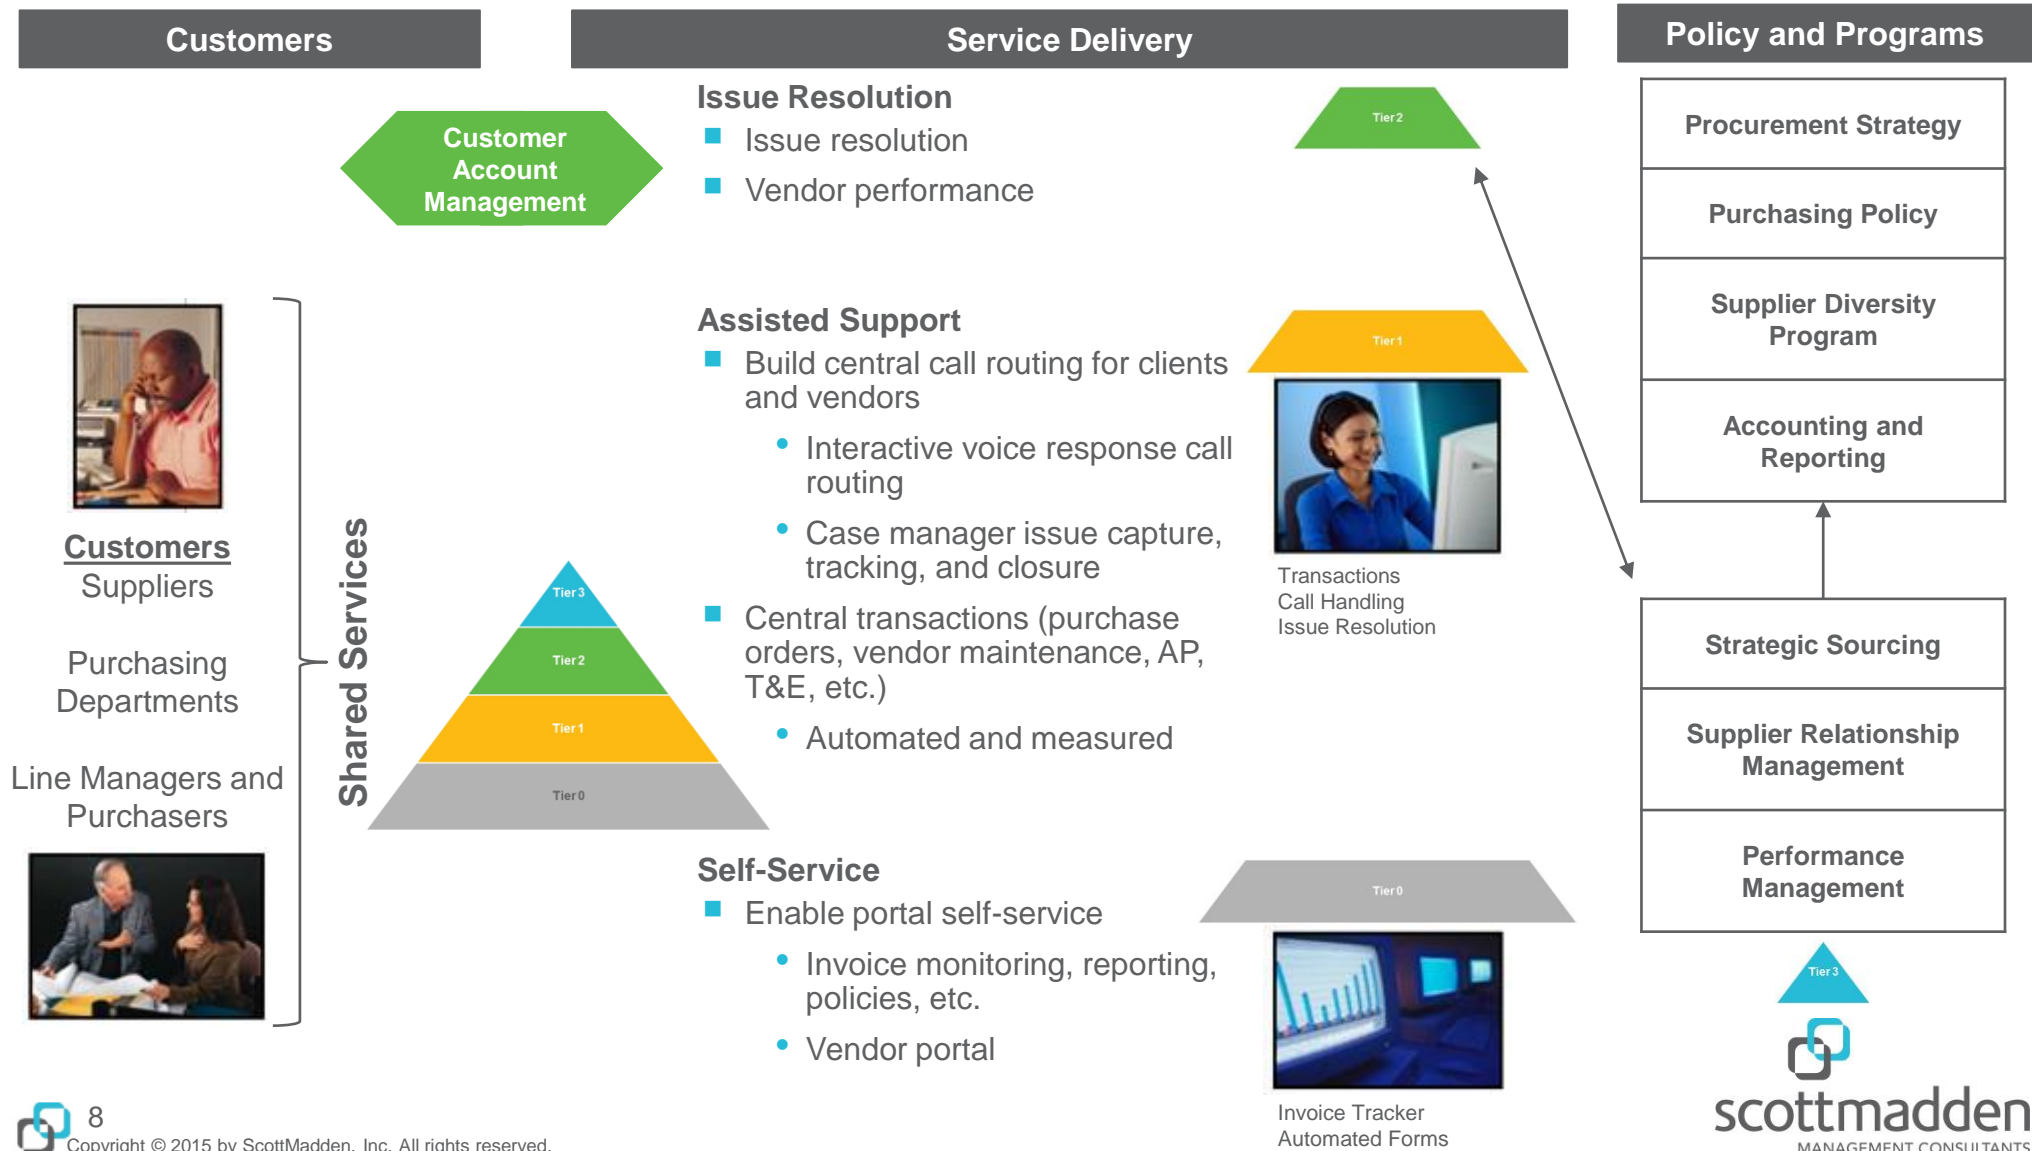 Customers
Service Delivery
Policy and Programs
Customer
Account
Management
Customers
Suppliers
Purchasing
Departments
Line Managers and
Purchasers
Shared Services
Tier 3
Tier 2
Tier 1
Tier 0
Issue Resolution
Issue resolution
Vendor performance
Tier 2
Assisted Support
Build central call routing for clients
and vendors
Interactive voice response call
routing
Case manager issue capture,
tracking, and closure
Central transactions (purchase
orders, vendor maintenance, AP,
T&E, etc.)
Automated and measured
Tier 1
Transactions
Call Handling
Issue Resolution
Self-Service
Enable portal self-service
Invoice monitoring, reporting,
policies, etc.
Vendor portal
Tier 0
Invoice Tracker
Automated Forms
Procurement Strategy
Purchasing Policy
Supplier Diversity
Program
Accounting and
Reporting
Strategic Sourcing
Supplier Relationship
Management
Performance
Management
Tier 3
8
Copyright © 2015 by ScottMadden, Inc. All rights reserved.
scottmadden
MANAGEMENT CONSULTANTS